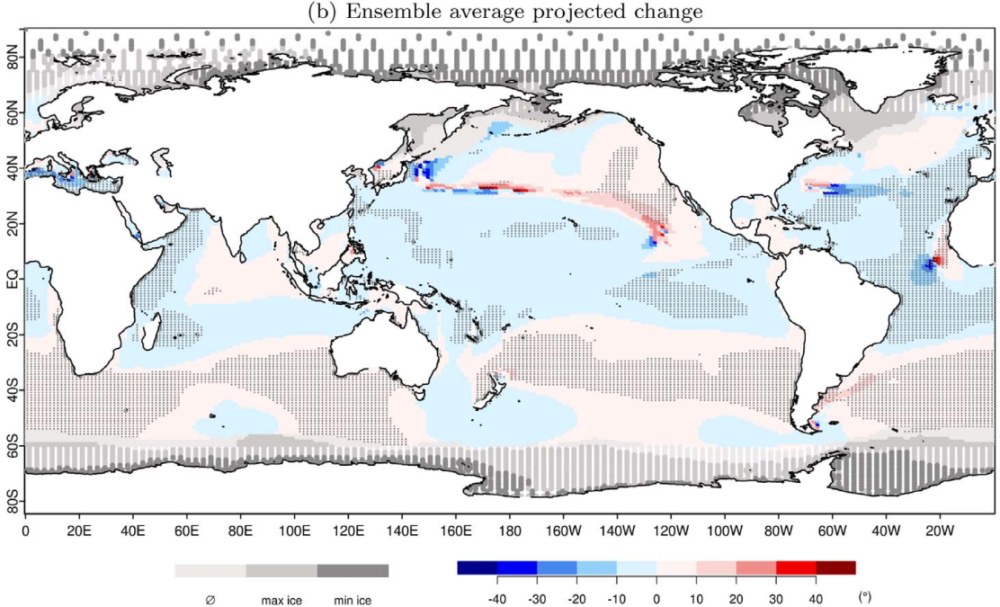 (b) Ensemble average projected change
80N
60N
40N
20N
EQ
20S
40S
60S
80S
0 20E 40E 60E 80E 100E 120E 140E 160E 180 160W 140W 120W 100W 80W 60W 40W 20W
∅ max ice min ice
-40 -30 -20 -10 0 10 20 30 40 (°)